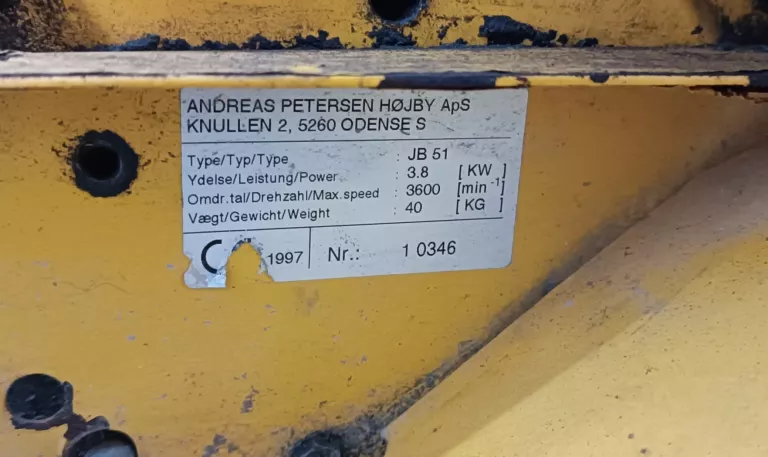 ANDREAS PETERSEN HØJBY ApS
KNULLEN 2, 5260 ODENSE S
Type/Typ/Type : JB 51
Ydelse/Leistung/Power : 3.8 [ KW ]
Omdr.tal/Drehzahl/Max.speed : 3600 [min⁻¹]
Vægt/Gewicht/Weight : 40 [ KG ]
C 1997 Nr.: 1 0346